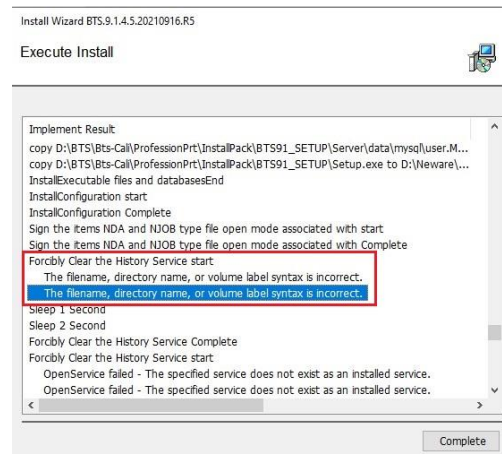 Install Wizard BTS.9.1.4.5.20210916.R5
Execute Install
Implement Result
copy D:\BTS\Bts-Cali\ProfessionPrt\InstallPack\BTS91_SETUP\Server\data\mysql\user.M...
copy D:\BTS\Bts-Cali\ProfessionPrt\InstallPack\BTS91_SETUP\Setup.exe to D:\Neware\...
InstallExecutable files and databasesEnd
InstallConfiguration start
InstallConfiguration Complete
Sign the items NDA and NJOB type file open mode associated with start
Sign the items NDA and NJOB type file open mode associated with Complete
Forcibly Clear the History Service start
The filename, directory name, or volume label syntax is incorrect.
The filename, directory name, or volume label syntax is incorrect.
Sleep 1 Second
Sleep 2 Second
Forcibly Clear the History Service Complete
Forcibly Clear the History Service start
OpenService failed - The specified service does not exist as an installed service.
OpenService failed - The specified service does not exist as an installed service.
Complete